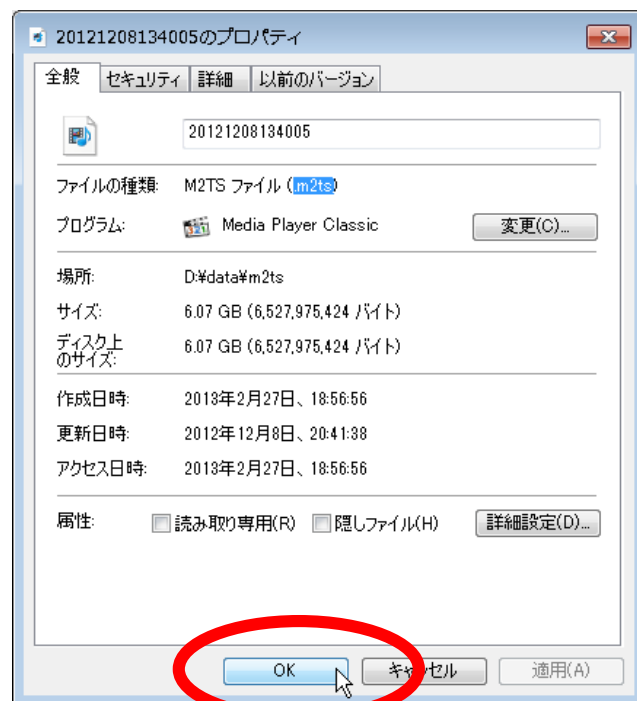 20121208134005のプロパティ
全般 セキュリティ 詳細 以前のバージョン
20121208134005
ファイルの種類: M2TS ファイル (.m2ts)
プログラム: Media Player Classic 変更(C)...
場所: D:¥data¥m2ts
サイズ: 6.07 GB (6,527,975,424 バイト)
ディスク上
のサイズ: 6.07 GB (6,527,975,424 バイト)
作成日時: 2013年2月27日、18:56:56
更新日時: 2012年12月8日、20:41:38
アクセス日時: 2013年2月27日、18:56:56
属性: 読み取り専用(R) 隠しファイル(H) 詳細設定(D)...
OK キャンセル 適用(A)